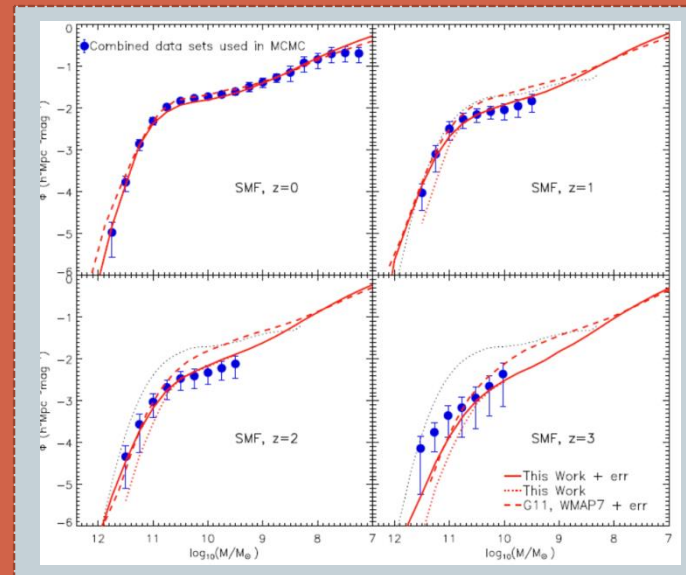 Combined data sets used in MCMC
0
-1
-2
-3
-4
-5
-6
SMF, z=0
SMF, z=1
0
-1
-2
-3
-4
-5
-6
SMF, z=2
SMF, z=3
This Work + err
This Work
G11, WMAP7 + err
12 11 10 9 8 7
12 11 10 9 8 7
log₁₀(M/M☉)
log₁₀(M/M☉)